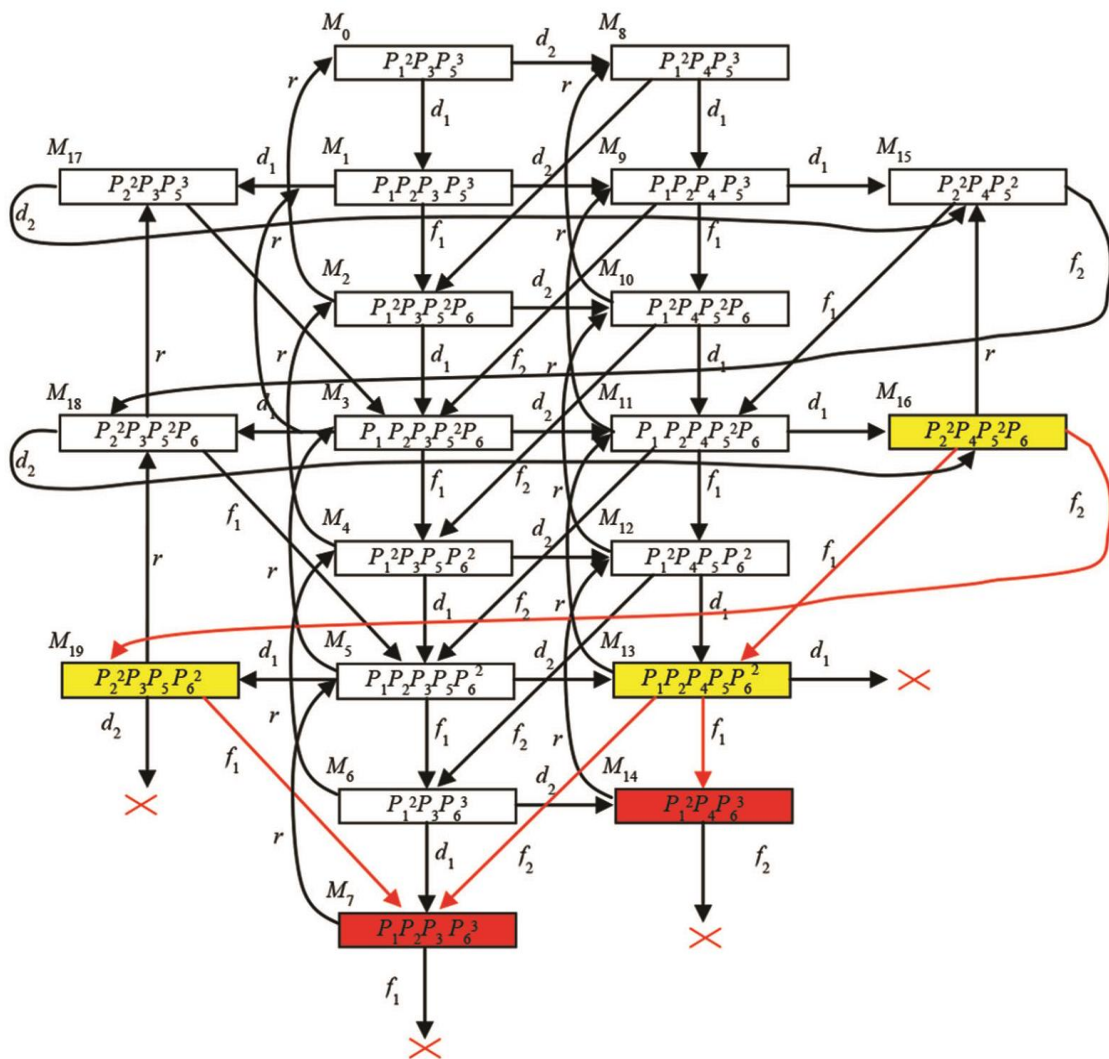 M₀ M₈
P₁²P₃P₅³ d₂ P₁²P₄P₅³
r r
d₁ d₁
M₁₇ M₁ M₉ M₁₅
d₁ d₂ d₁
P₂²P₃P₅³ P₁P₂P₃P₅³ P₁P₂P₄P₅³ P₂²P₄P₅²
d₂ r f₁ r f₁ f₂
M₂ M₁₀
d₂
P₁²P₃P₅²P₆ P₁²P₄P₅²P₆
f₁
r r d₁ f₂ r d₁ r
M₁₈ M₃ M₁₁ M₁₆
d₁ d₂ d₁
P₂²P₃P₅²P₆ P₁P₂P₃P₅²P₆ P₁P₂P₄P₅²P₆ P₂²P₄P₅²P₆
d₂ f₁ f₂ f₁ f₂
f₁ r
M₄ M₁₂
d₂
P₁²P₃P₅P₆² P₁²P₄P₅P₆²
f₁
r r d₁ f₂ r d₁
M₁₉ M₅ M₁₃
d₁ d₂ d₁
P₂²P₃P₅P₆² P₁P₂P₃P₅P₆² P₁P₂P₄P₅P₆²
d₂ f₁ r f₁ f₂ r f₁
M₆ M₁₄
d₂
P₁²P₃P₆³ P₁²P₄P₆³
r d₁ f₂ f₂
M₇
P₁P₂P₃P₆³
f₁